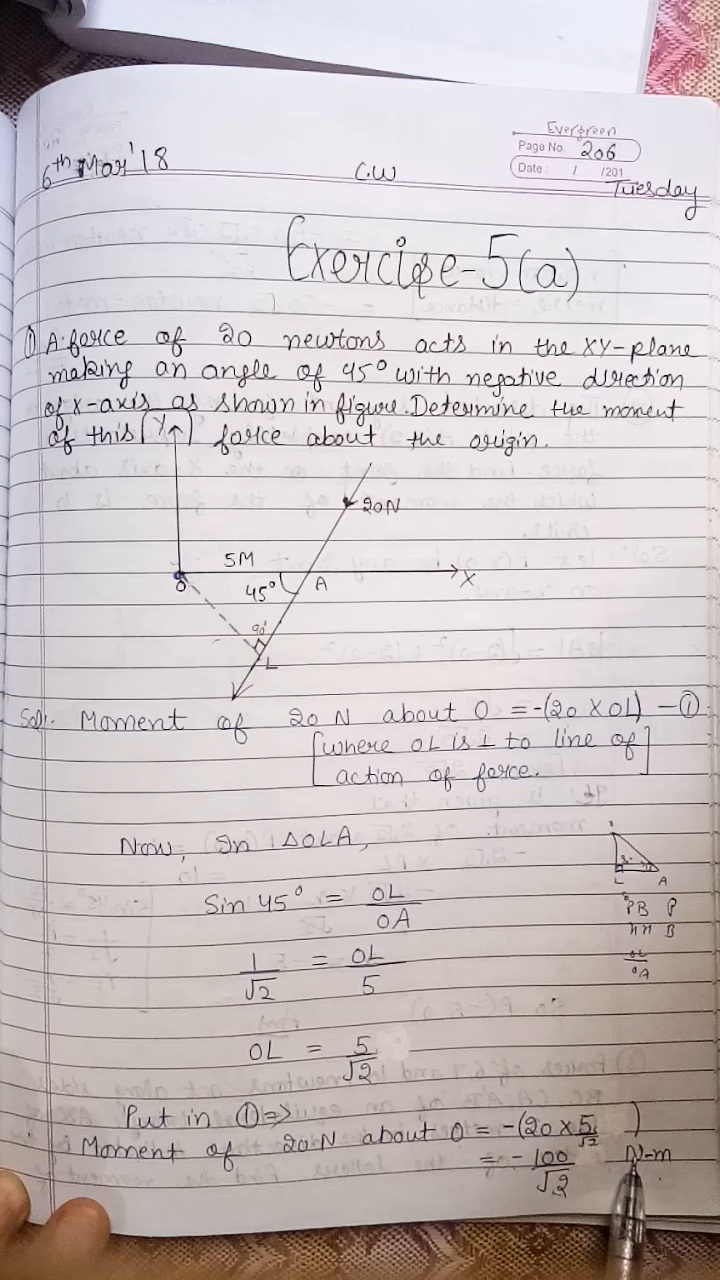 Evergreen
Page No. 206
Date: / /201
6th Mar'18
C.W
Tuesday
Exercise-5(a)
① A force of 20 newtons acts in the XY-plane
making an angle of 45° with negative direction
of X-axis as shown in figure. Determine the moment
of this force about the origin.
Y
20N
5M
O
45°
A
X
90°
L
Sol:- Moment of 20 N about O = -(20 X OL) —①
[where OL is ⊥ to line of
action of force.]
Now, In ΔOLA,
Sin 45° = OL/OA
L A
PB P
HH B
OL/OA
1/√2 = OL/5
OL = 5/√2
Put in ① =>
Moment of 20N about O = -(20 x 5/√2)
= -100/√2 N-m